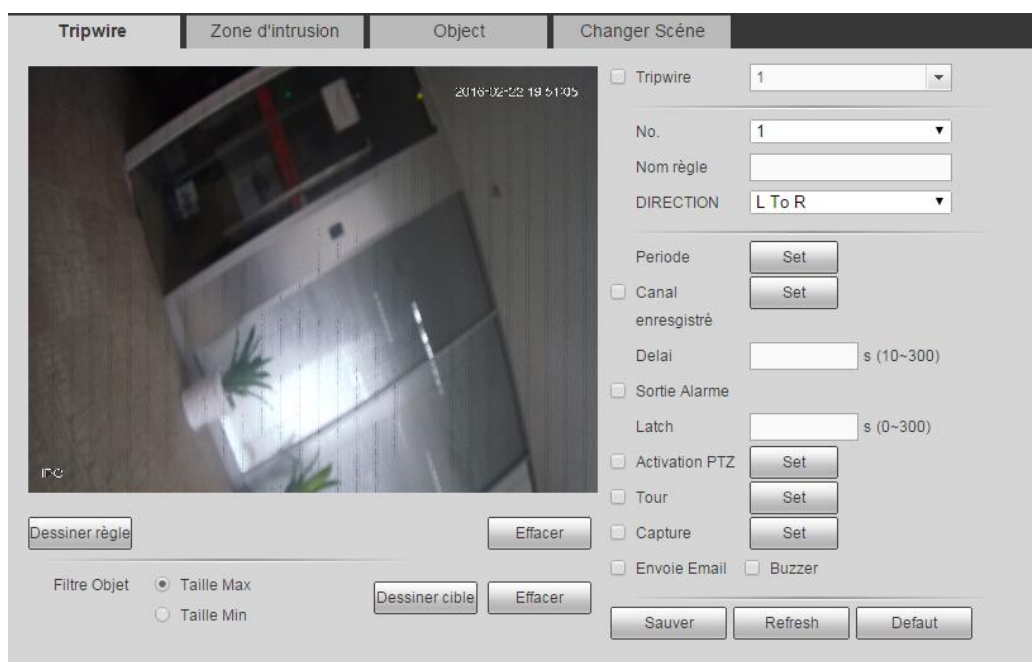 Tripwire Zone d'intrusion Object Changer Scéne
2016-02-22 19:51:05
IPC
Dessiner règle Effacer
Filtre Objet Taille Max
Taille Min
Dessiner cible Effacer
Tripwire 1
No. 1
Nom règle
DIRECTION L To R
Periode Set
Canal Set
enresgistré
Delai s (10~300)
Sortie Alarme
Latch s (0~300)
Activation PTZ Set
Tour Set
Capture Set
Envoie Email Buzzer
Sauver Refresh Defaut